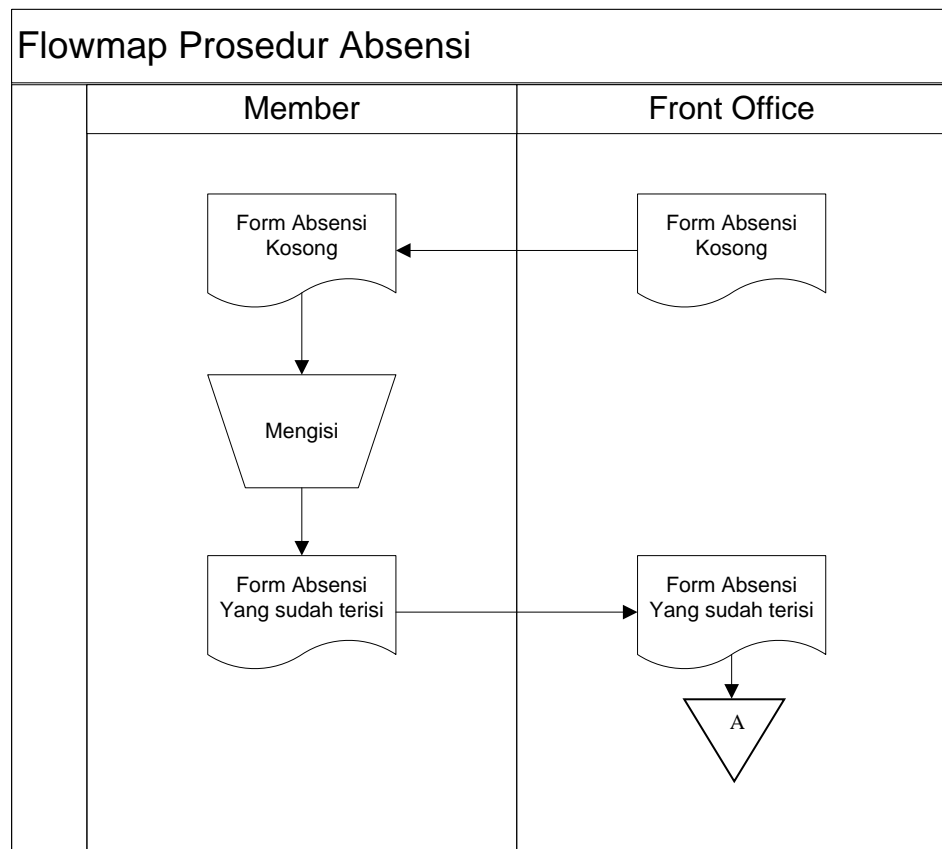 Flowmap Prosedur Absensi
Member
Front Office
Form Absensi
Kosong
Form Absensi
Kosong
Mengisi
Form Absensi
Yang sudah terisi
Form Absensi
Yang sudah terisi
A